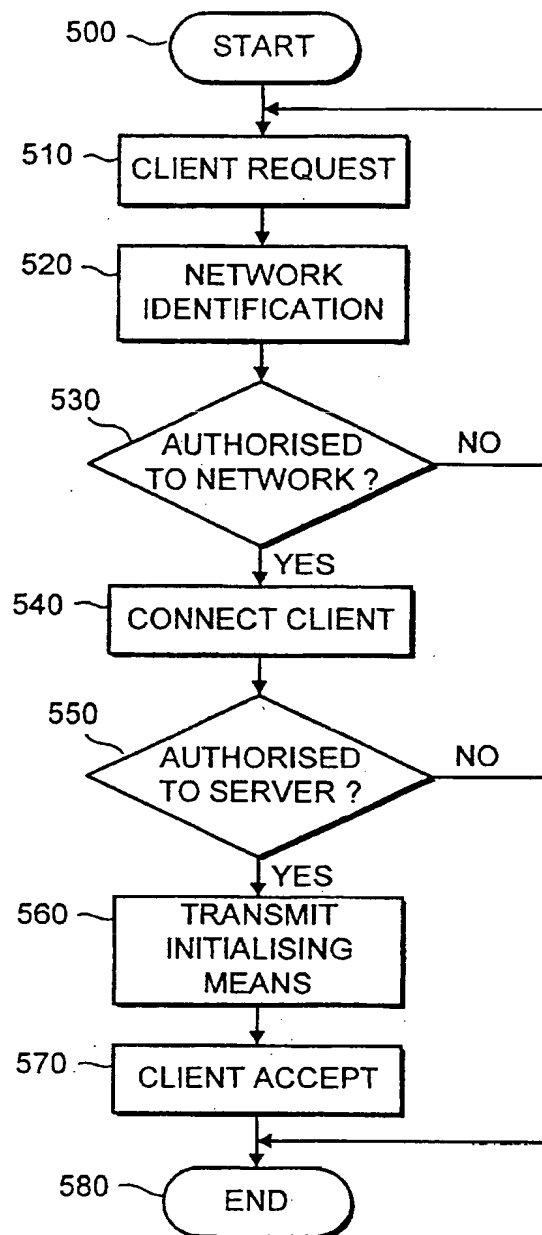 500
START
510
CLIENT REQUEST
520
NETWORK
IDENTIFICATION
530
AUTHORISED
TO NETWORK ?
NO
YES
540
CONNECT CLIENT
550
AUTHORISED
TO SERVER ?
NO
YES
560
TRANSMIT
INITIALISING
MEANS
570
CLIENT ACCEPT
580
END